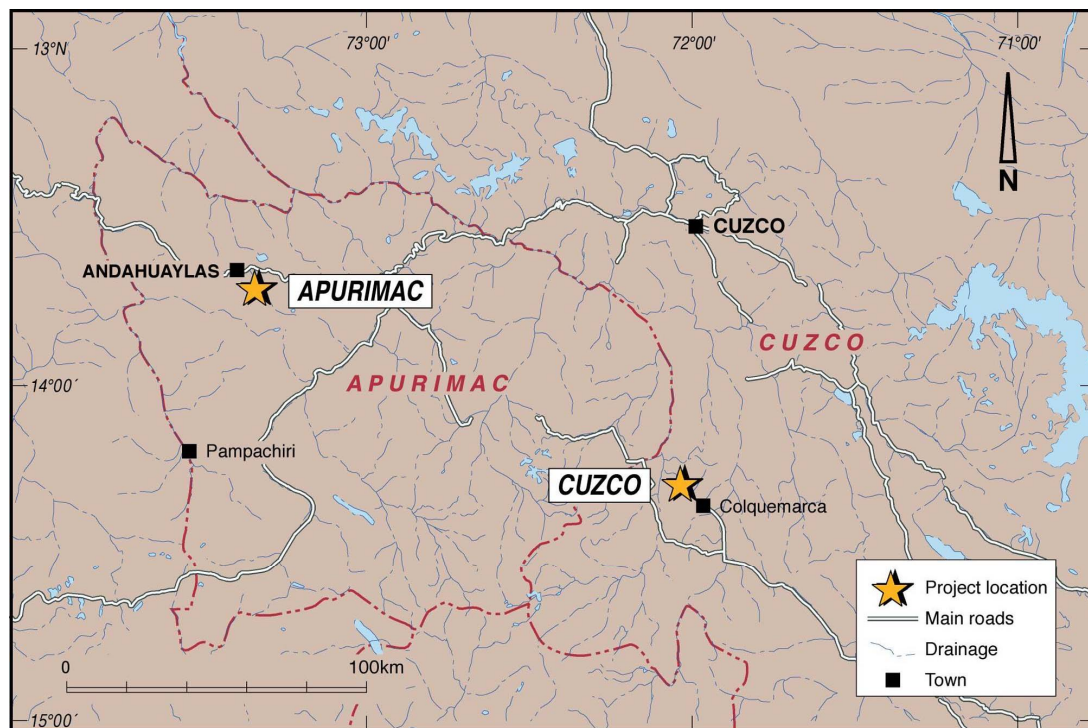 73°00'
72°00'
71°00'
13°N
N
CUZCO
ANDAHUAYLAS
APURIMAC
CUZCO
APURIMAC
14°00'
Pampachiri
CUZCO
Colquemarca
Project location
Main roads
Drainage
Town
0 100km
15°00'